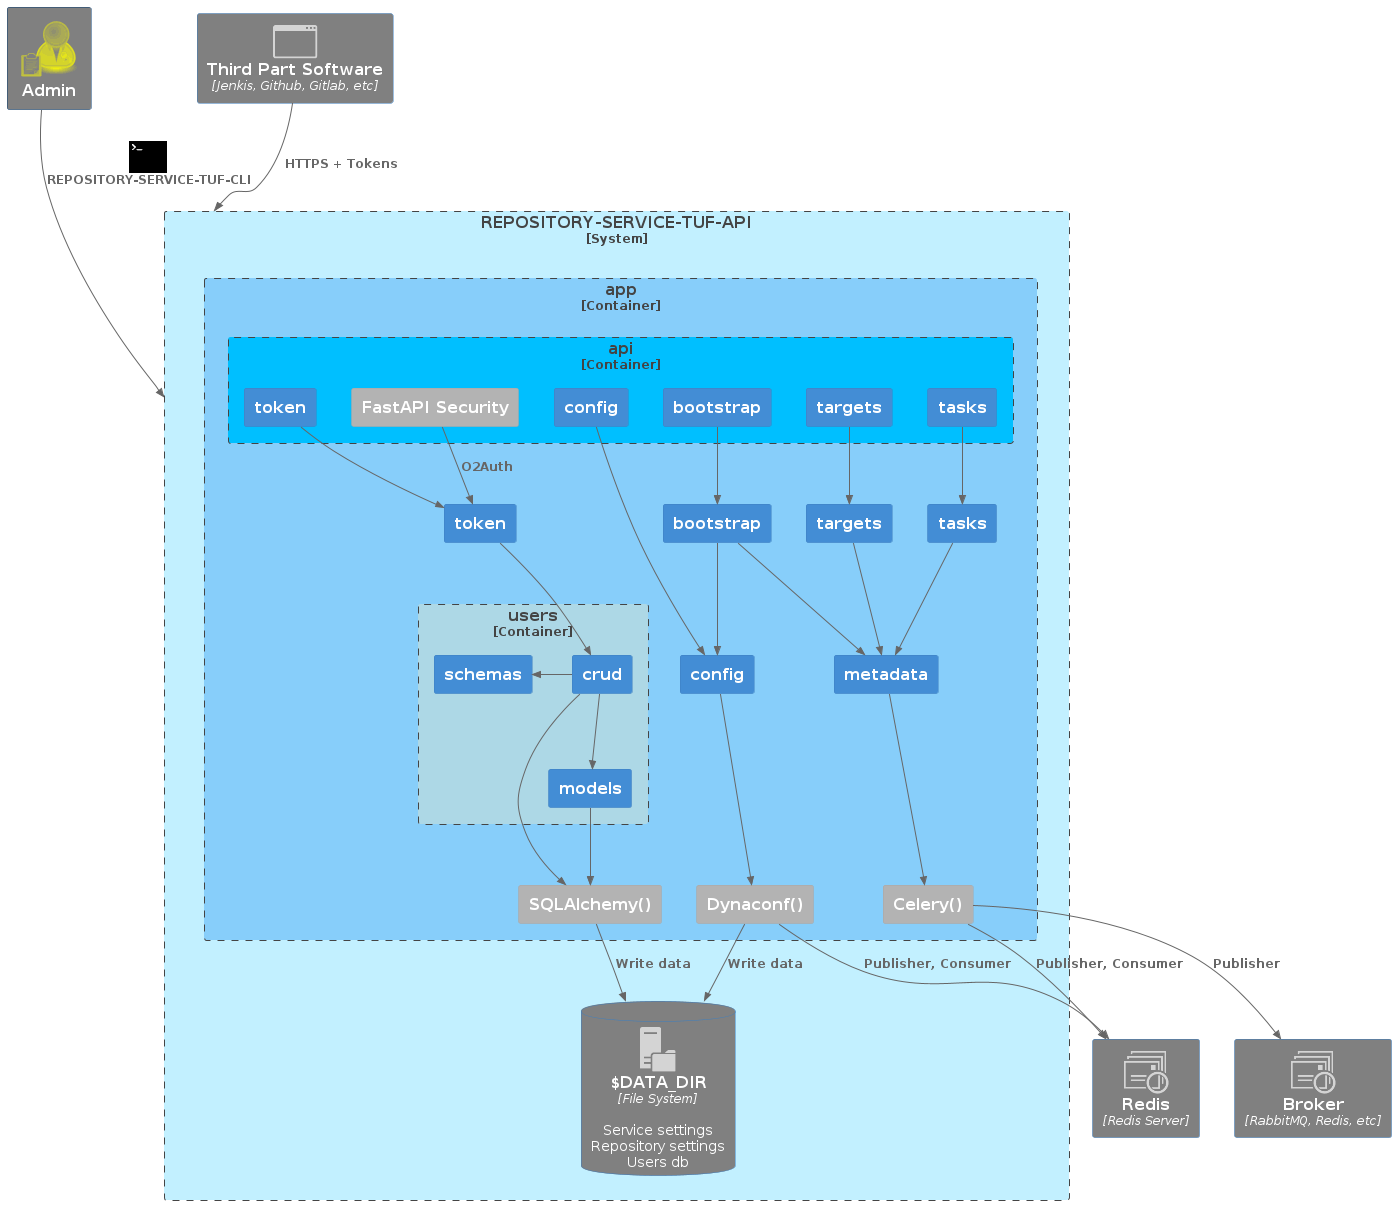 Admin
Third Part Software
[Jenkis, Github, Gitlab, etc]
>_
REPOSITORY-SERVICE-TUF-CLI
HTTPS + Tokens
REPOSITORY-SERVICE-TUF-API
[System]
app
[Container]
api
[Container]
token
FastAPI Security
config
bootstrap
targets
tasks
O2Auth
token
bootstrap
targets
tasks
users
[Container]
schemas
crud
config
metadata
models
SQLAlchemy()
Dynaconf()
Celery()
Write data
Write data
Publisher, Consumer
Publisher, Consumer
Publisher
$DATA_DIR
[File System]
Service settings
Repository settings
Users db
Redis
[Redis Server]
Broker
[RabbitMQ, Redis, etc]